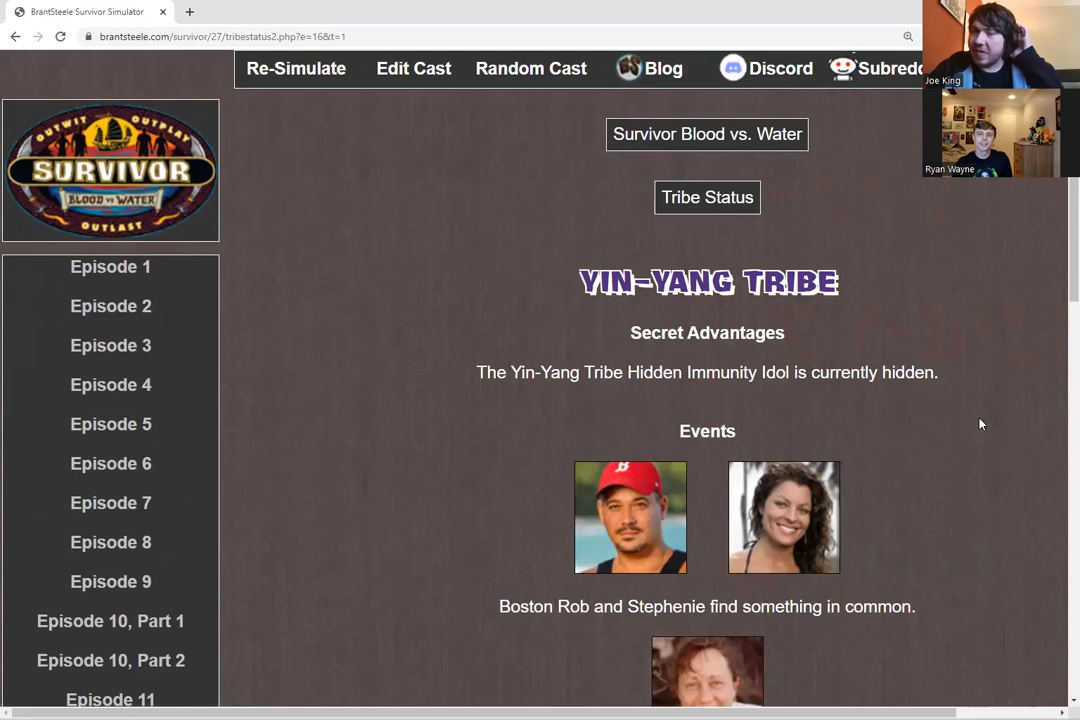 BrantSteele Survivor Simulator
brantsteele.com/survivor/27/tribestatus2.php?e=16&t=1
Re-Simulate Edit Cast Random Cast Blog Discord Subredd
Joe King
Ryan Wayne
OUTWIT OUTPLAY
SURVIVOR
BLOOD vs. WATER
OUTLAST
Survivor Blood vs. Water
Tribe Status
YIN-YANG TRIBE
Secret Advantages
The Yin-Yang Tribe Hidden Immunity Idol is currently hidden.
Events
B
Boston Rob and Stephenie find something in common.
Episode 1
Episode 2
Episode 3
Episode 4
Episode 5
Episode 6
Episode 7
Episode 8
Episode 9
Episode 10, Part 1
Episode 10, Part 2
Episode 11